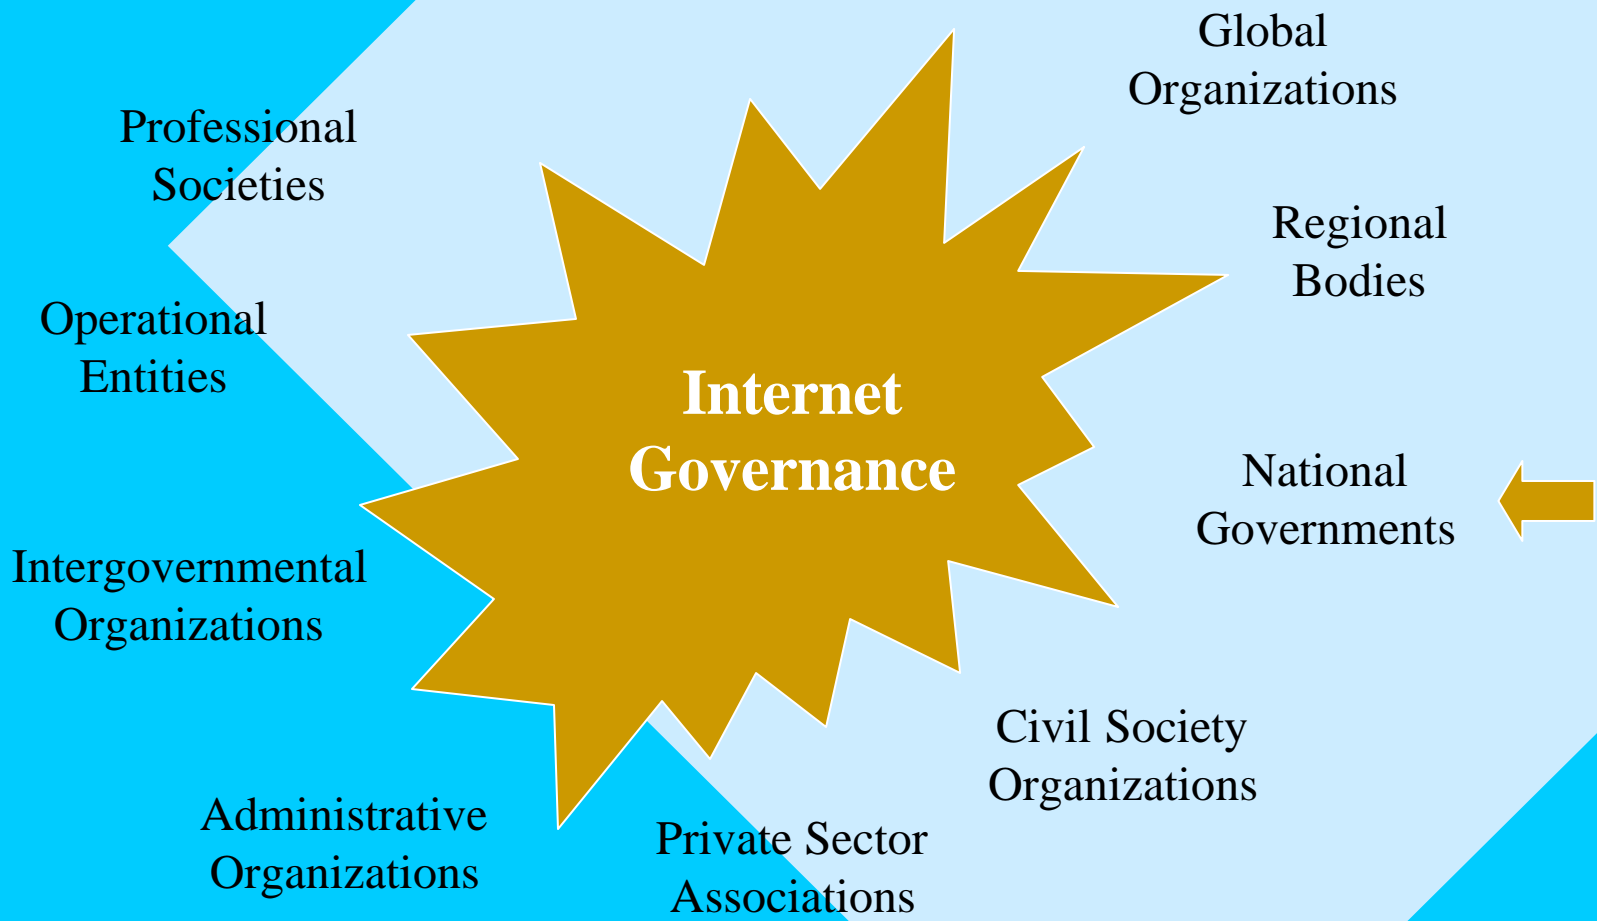 Global
Organizations
Professional
Societies
Regional
Bodies
Operational
Entities
Internet
Governance
National
Governments
Intergovernmental
Organizations
Civil Society
Organizations
Administrative
Organizations
Private Sector
Associations